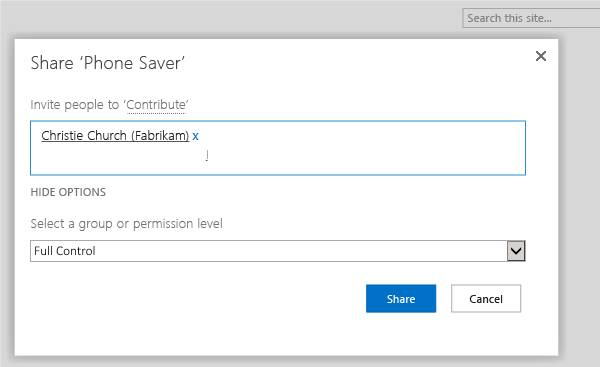 Search this site...
Share ‘Phone Saver’
Invite people to ‘Contribute’
Christie Church (Fabrikam) x
HIDE OPTIONS
Select a group or permission level
Full Control
Share Cancel